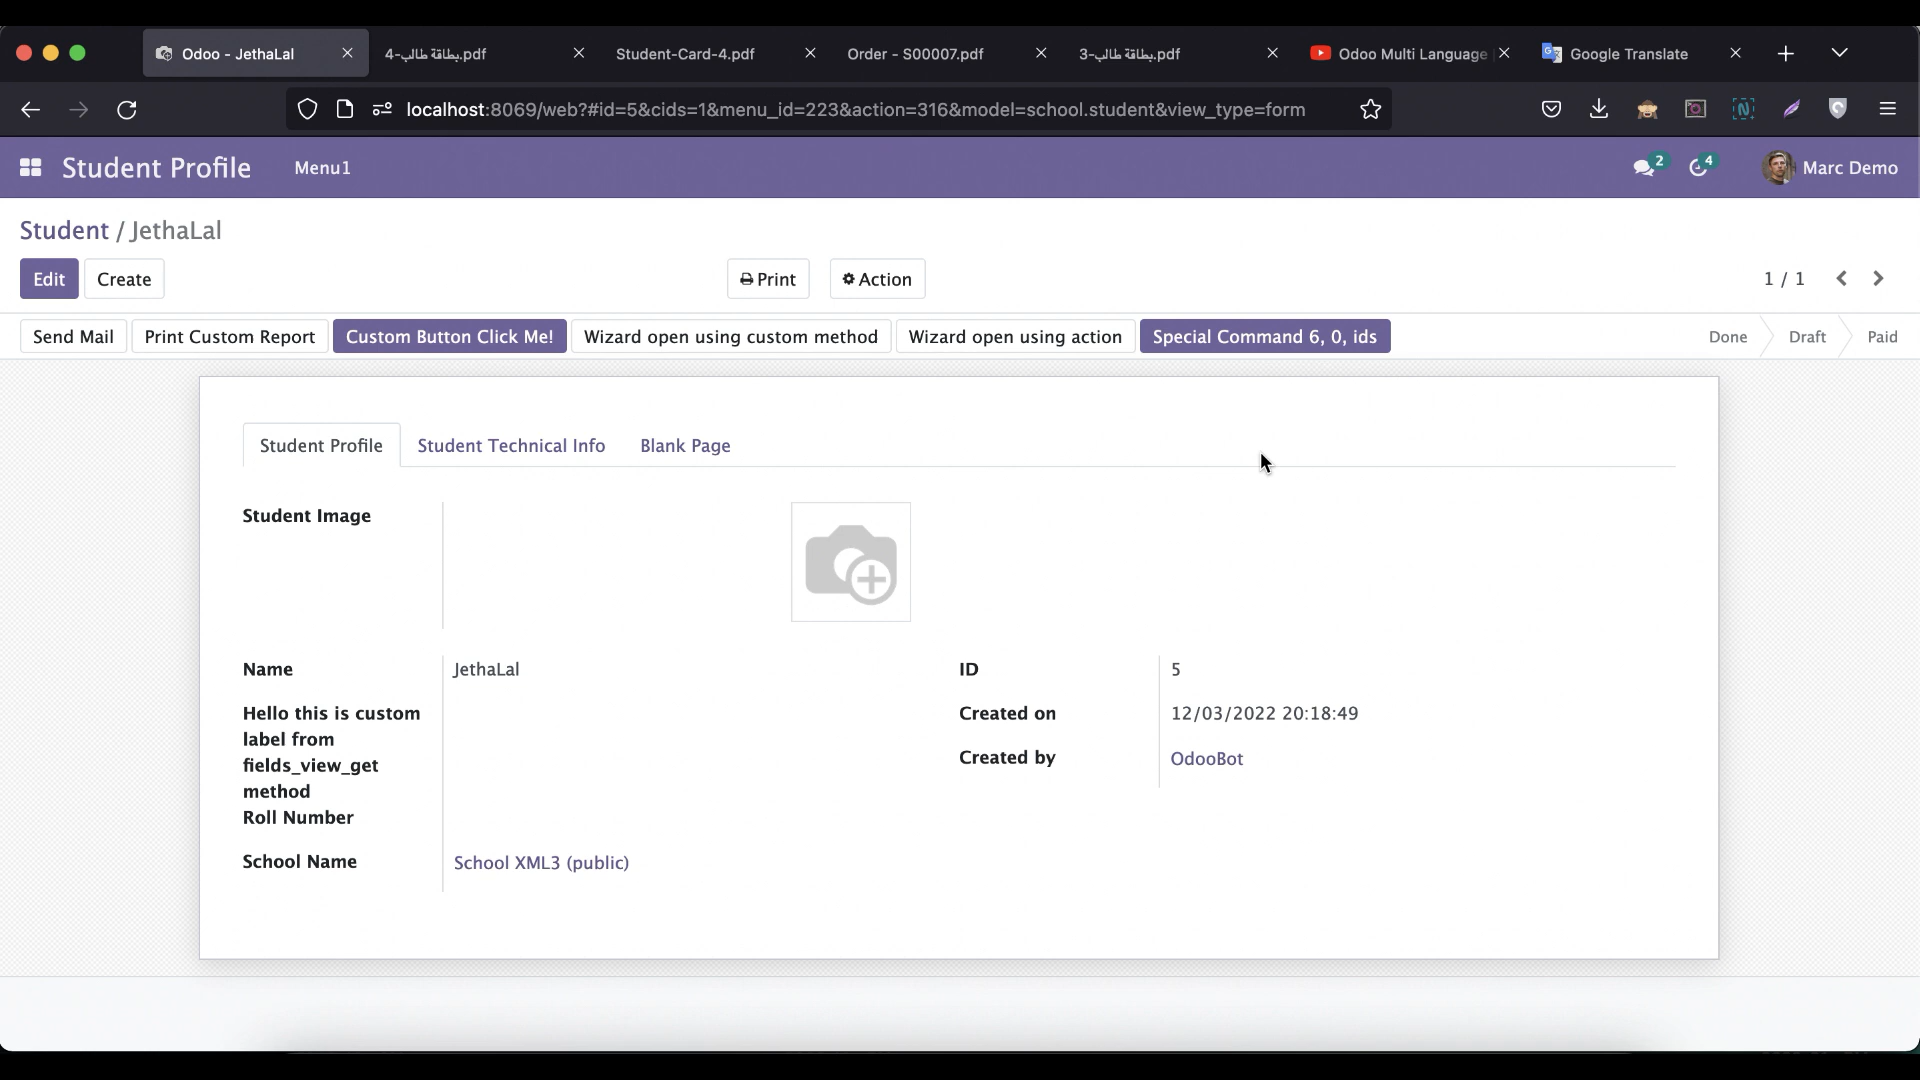 Odoo - JethaLal
بطاقة طالب-4.pdf
Student-Card-4.pdf
Order - S00007.pdf
بطاقة طالب-3.pdf
Odoo Multi Language
Google Translate
localhost:8069/web?#id=5&cids=1&menu_id=223&action=316&model=school.student&view_type=form
Student Profile
Menu1
2
4
Marc Demo
Student / JethaLal
Edit
Create
Print
Action
1 / 1
Send Mail
Print Custom Report
Custom Button Click Me!
Wizard open using custom method
Wizard open using action
Special Command 6, 0, ids
Done
Draft
Paid
Student Profile
Student Technical Info
Blank Page
Student Image
Name
JethaLal
Hello this is custom
label from
fields_view_get
method
Roll Number
School Name
School XML3 (public)
ID
5
Created on
12/03/2022 20:18:49
Created by
OdooBot